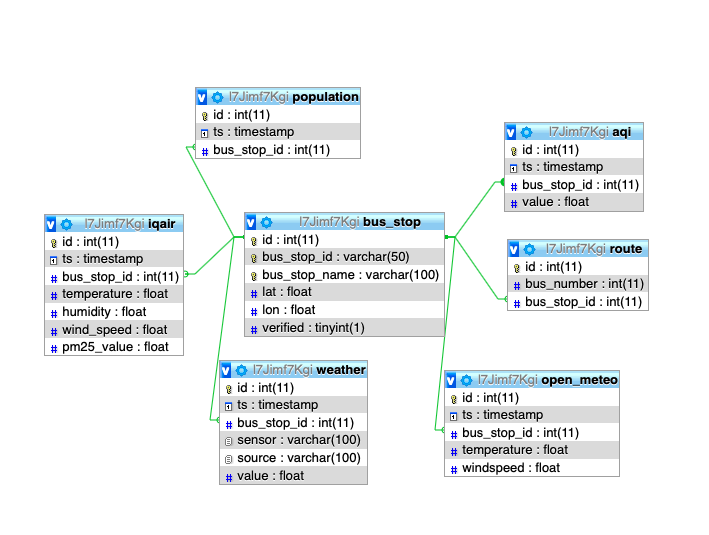 l7Jimf7Kgi population
id : int(11)
ts : timestamp
bus_stop_id : int(11)
l7Jimf7Kgi aqi
id : int(11)
ts : timestamp
bus_stop_id : int(11)
value : float
l7Jimf7Kgi iqair
id : int(11)
ts : timestamp
bus_stop_id : int(11)
temperature : float
humidity : float
wind_speed : float
pm25_value : float
l7Jimf7Kgi bus_stop
id : int(11)
bus_stop_id : varchar(50)
bus_stop_name : varchar(100)
lat : float
lon : float
verified : tinyint(1)
l7Jimf7Kgi route
id : int(11)
bus_number : int(11)
bus_stop_id : int(11)
l7Jimf7Kgi weather
id : int(11)
ts : timestamp
bus_stop_id : int(11)
sensor : varchar(100)
source : varchar(100)
value : float
l7Jimf7Kgi open_meteo
id : int(11)
ts : timestamp
bus_stop_id : int(11)
temperature : float
windspeed : float